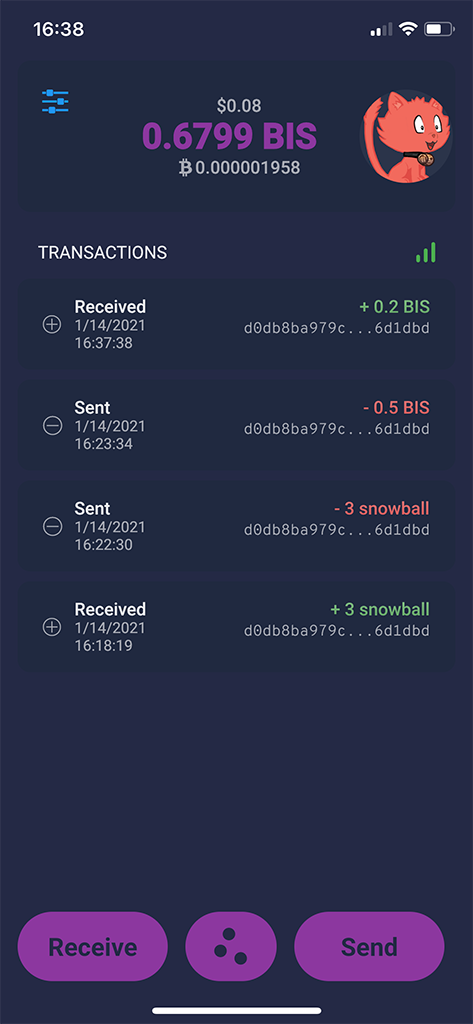 16:38
$0.08
0.6799 BIS
₿0.000001958
TRANSACTIONS
Received
+ 0.2 BIS
1/14/2021
d0db8ba979c...6d1dbd
16:37:38
Sent
- 0.5 BIS
1/14/2021
d0db8ba979c...6d1dbd
16:23:34
Sent
- 3 snowball
1/14/2021
d0db8ba979c...6d1dbd
16:22:30
Received
+ 3 snowball
1/14/2021
d0db8ba979c...6d1dbd
16:18:19
Receive
Send